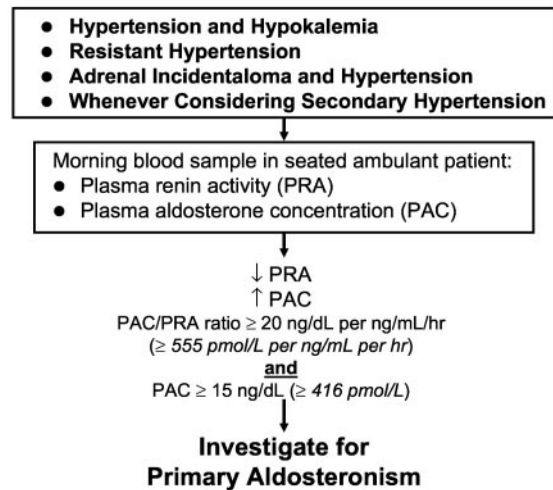 ● Hypertension and Hypokalemia
● Resistant Hypertension
● Adrenal Incidentaloma and Hypertension
● Whenever Considering Secondary Hypertension
Morning blood sample in seated ambulant patient:
● Plasma renin activity (PRA)
● Plasma aldosterone concentration (PAC)
↓ PRA
↑ PAC
PAC/PRA ratio ≥ 20 ng/dL per ng/mL/hr
(≥ 555 pmol/L per ng/mL per hr)
and
PAC ≥ 15 ng/dL (≥ 416 pmol/L)
Investigate for
Primary Aldosteronism